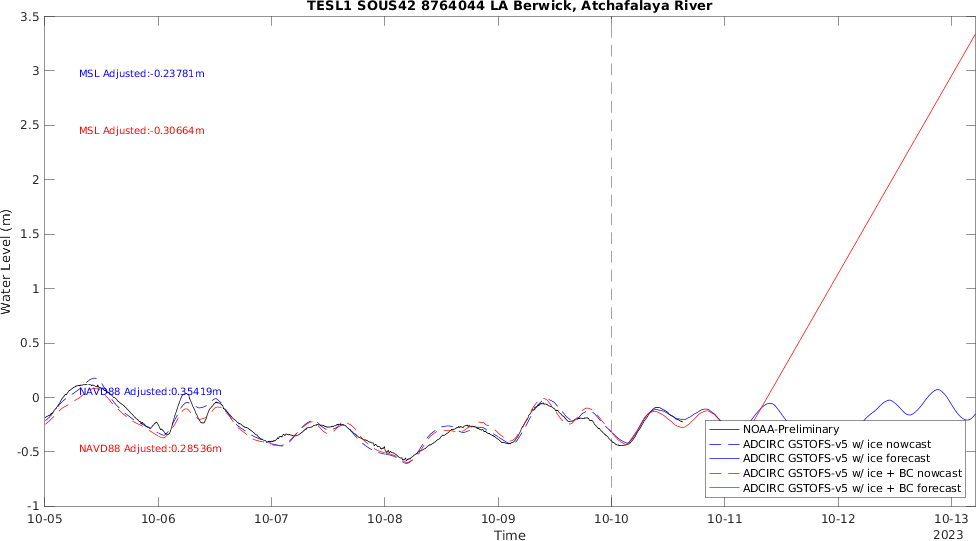 TESL1 SOUS42 8764044 LA Berwick, Atchafalaya River
3.5
3
2.5
2
1.5
1
0.5
0
-0.5
-1
Water Level (m)
MSL Adjusted:-0.23781m
MSL Adjusted:-0.30664m
NAVD88 Adjusted:0.35419m
NAVD88 Adjusted:0.28536m
NOAA-Preliminary
ADCIRC GSTOFS-v5 w/ ice nowcast
ADCIRC GSTOFS-v5 w/ ice forecast
ADCIRC GSTOFS-v5 w/ ice + BC nowcast
ADCIRC GSTOFS-v5 w/ ice + BC forecast
10-05 10-06 10-07 10-08 10-09 10-10 10-11 10-12 10-13
Time
2023